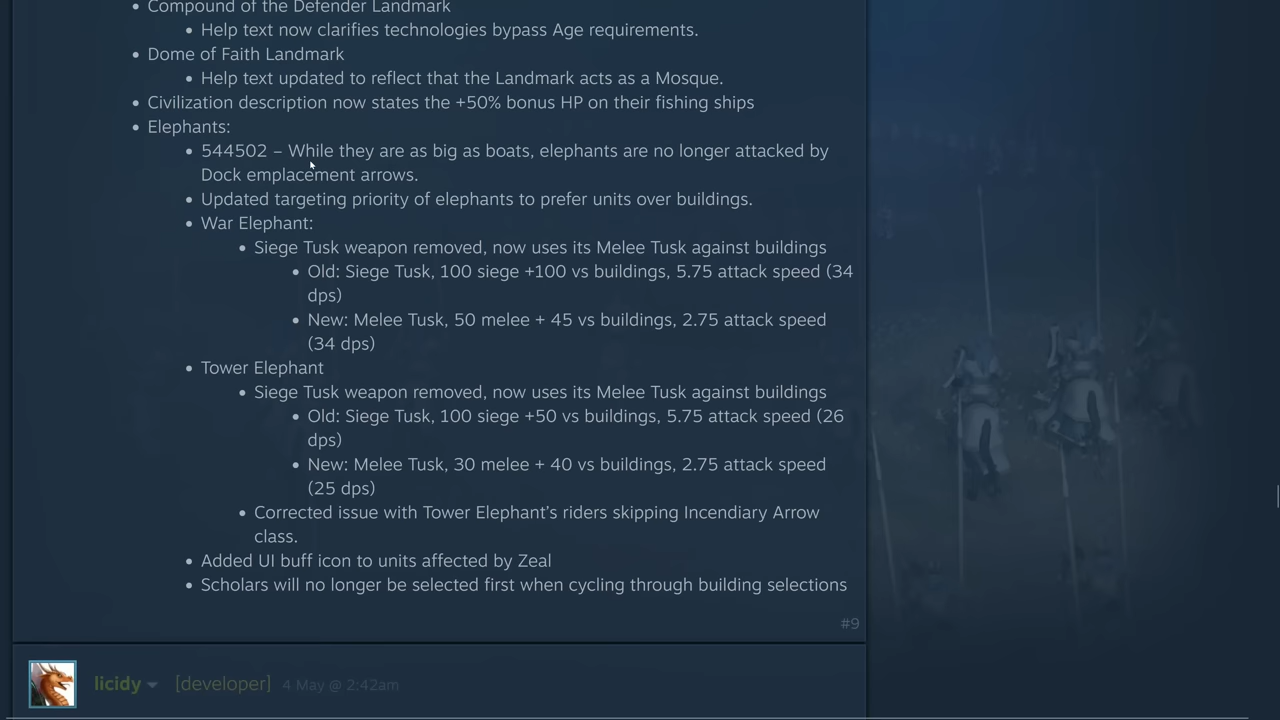 Compound of the Defender Landmark
Help text now clarifies technologies bypass Age requirements.
Dome of Faith Landmark
Help text updated to reflect that the Landmark acts as a Mosque.
Civilization description now states the +50% bonus HP on their fishing ships
Elephants:
544502 – While they are as big as boats, elephants are no longer attacked by
Dock emplacement arrows.
Updated targeting priority of elephants to prefer units over buildings.
War Elephant:
Siege Tusk weapon removed, now uses its Melee Tusk against buildings
Old: Siege Tusk, 100 siege +100 vs buildings, 5.75 attack speed (34
dps)
New: Melee Tusk, 50 melee + 45 vs buildings, 2.75 attack speed
(34 dps)
Tower Elephant
Siege Tusk weapon removed, now uses its Melee Tusk against buildings
Old: Siege Tusk, 100 siege +50 vs buildings, 5.75 attack speed (26
dps)
New: Melee Tusk, 30 melee + 40 vs buildings, 2.75 attack speed
(25 dps)
Corrected issue with Tower Elephant’s riders skipping Incendiary Arrow
class.
Added UI buff icon to units affected by Zeal
Scholars will no longer be selected first when cycling through building selections
#9
licidy [developer] 4 May @ 2:42am